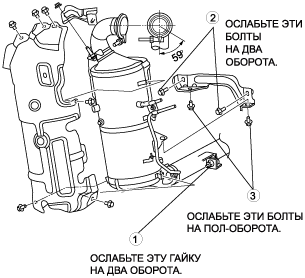 2
ОСЛАБЬТЕ ЭТИ
БОЛТЫ
НА ДВА
ОБОРОТА.
59°
3
ОСЛАБЬТЕ ЭТИ БОЛТЫ
НА ПОЛ-ОБОРОТА.
1
ОСЛАБЬТЕ ЭТУ ГАЙКУ
НА ДВА ОБОРОТА.